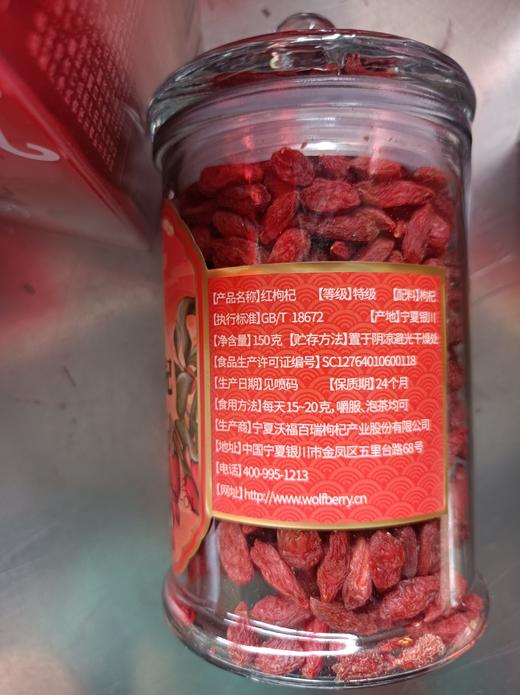 【产品名称】红枸杞 【等级】特级 【配料】枸杞
【执行标准】GB/T 18672 【产地】宁夏银川
【净含量】150克 【贮存方法】置于阴凉避光干燥处
【食品生产许可证编号】SC12764010600118
【生产日期】见喷码 【保质期】24个月
【食用方法】每天15~20克，嚼服、泡茶均可
【生产商】宁夏沃福百瑞枸杞产业股份有限公司
【地址】中国宁夏银川市金凤区五里台路68号
【电话】400-995-1213
【网址】http://www.wolfberry.cn